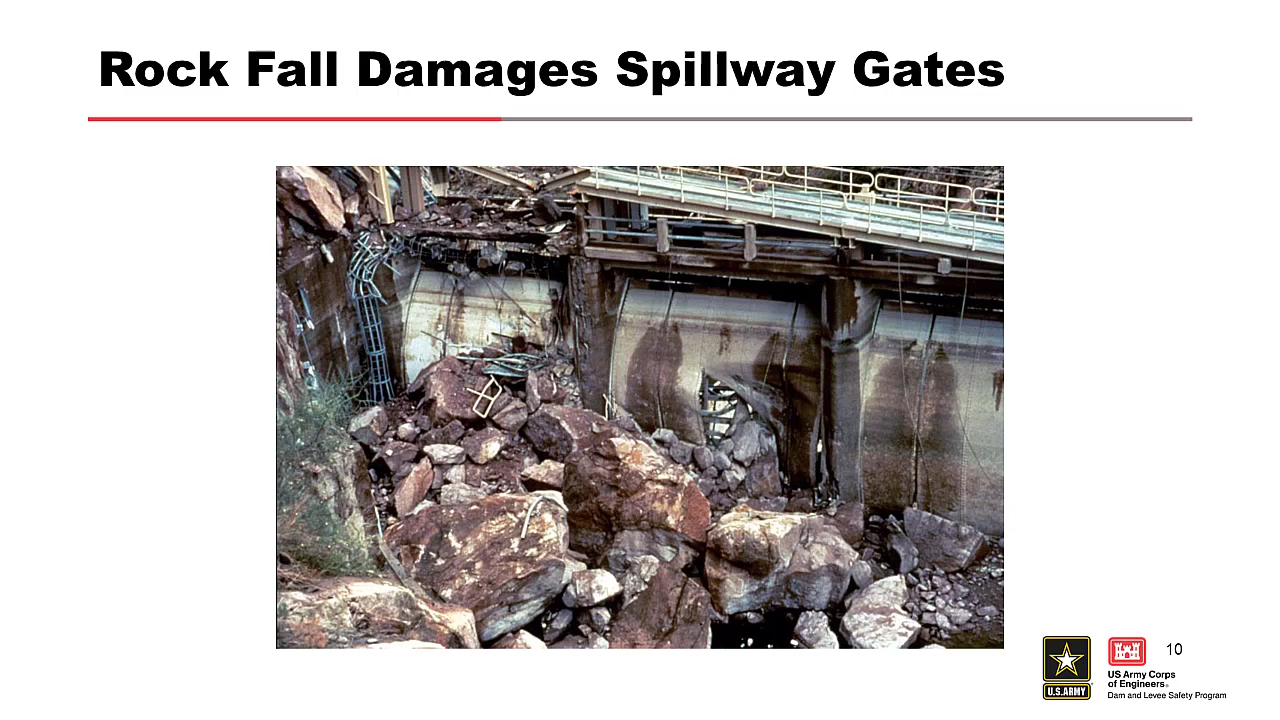 Rock Fall Damages Spillway Gates
10
U.S.ARMY
US Army Corps
of Engineers®
Dam and Levee Safety Program